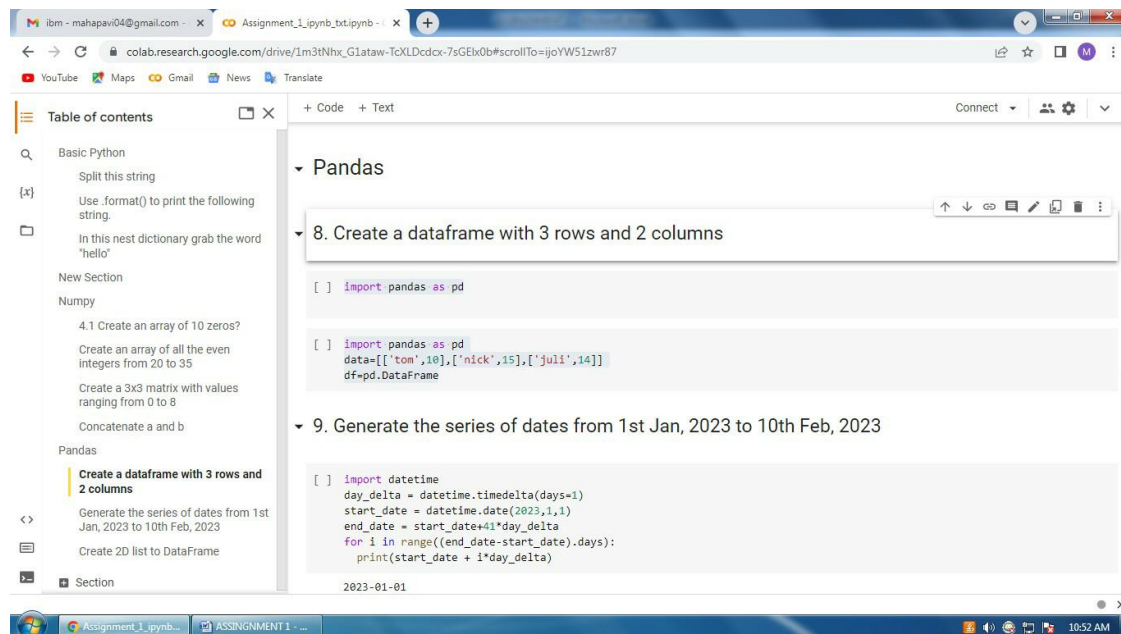 ibm - mahapavi04@gmail.com -
Assignment_1_ipynb_txt.ipynb - 
colab.research.google.com/drive/1m3tNhx_G1ataw-TcXLDcdcx-7sGElx0b#scrollTo=ijoYW51zwr87
M
YouTube Maps Gmail News Translate
Table of contents
+ Code + Text
Connect
Basic Python
Split this string
Use .format() to print the following
string.
In this nest dictionary grab the word
"hello"
New Section
Numpy
4.1 Create an array of 10 zeros?
Create an array of all the even
integers from 20 to 35
Create a 3x3 matrix with values
ranging from 0 to 8
Concatenate a and b
Pandas
Create a dataframe with 3 rows and
2 columns
Generate the series of dates from 1st
Jan, 2023 to 10th Feb, 2023
Create 2D list to DataFrame
Section
{x}
Pandas
8. Create a dataframe with 3 rows and 2 columns
[ ] import pandas as pd
[ ] import pandas as pd
data=[['tom',10],['nick',15],['juli',14]]
df=pd.DataFrame
9. Generate the series of dates from 1st Jan, 2023 to 10th Feb, 2023
[ ] import datetime
day_delta = datetime.timedelta(days=1)
start_date = datetime.date(2023,1,1)
end_date = start_date+41*day_delta
for i in range((end_date-start_date).days):
print(start_date + i*day_delta)
2023-01-01
Assignment_1_ipynb...
ASSINGNMENT 1 - ...
10:52 AM